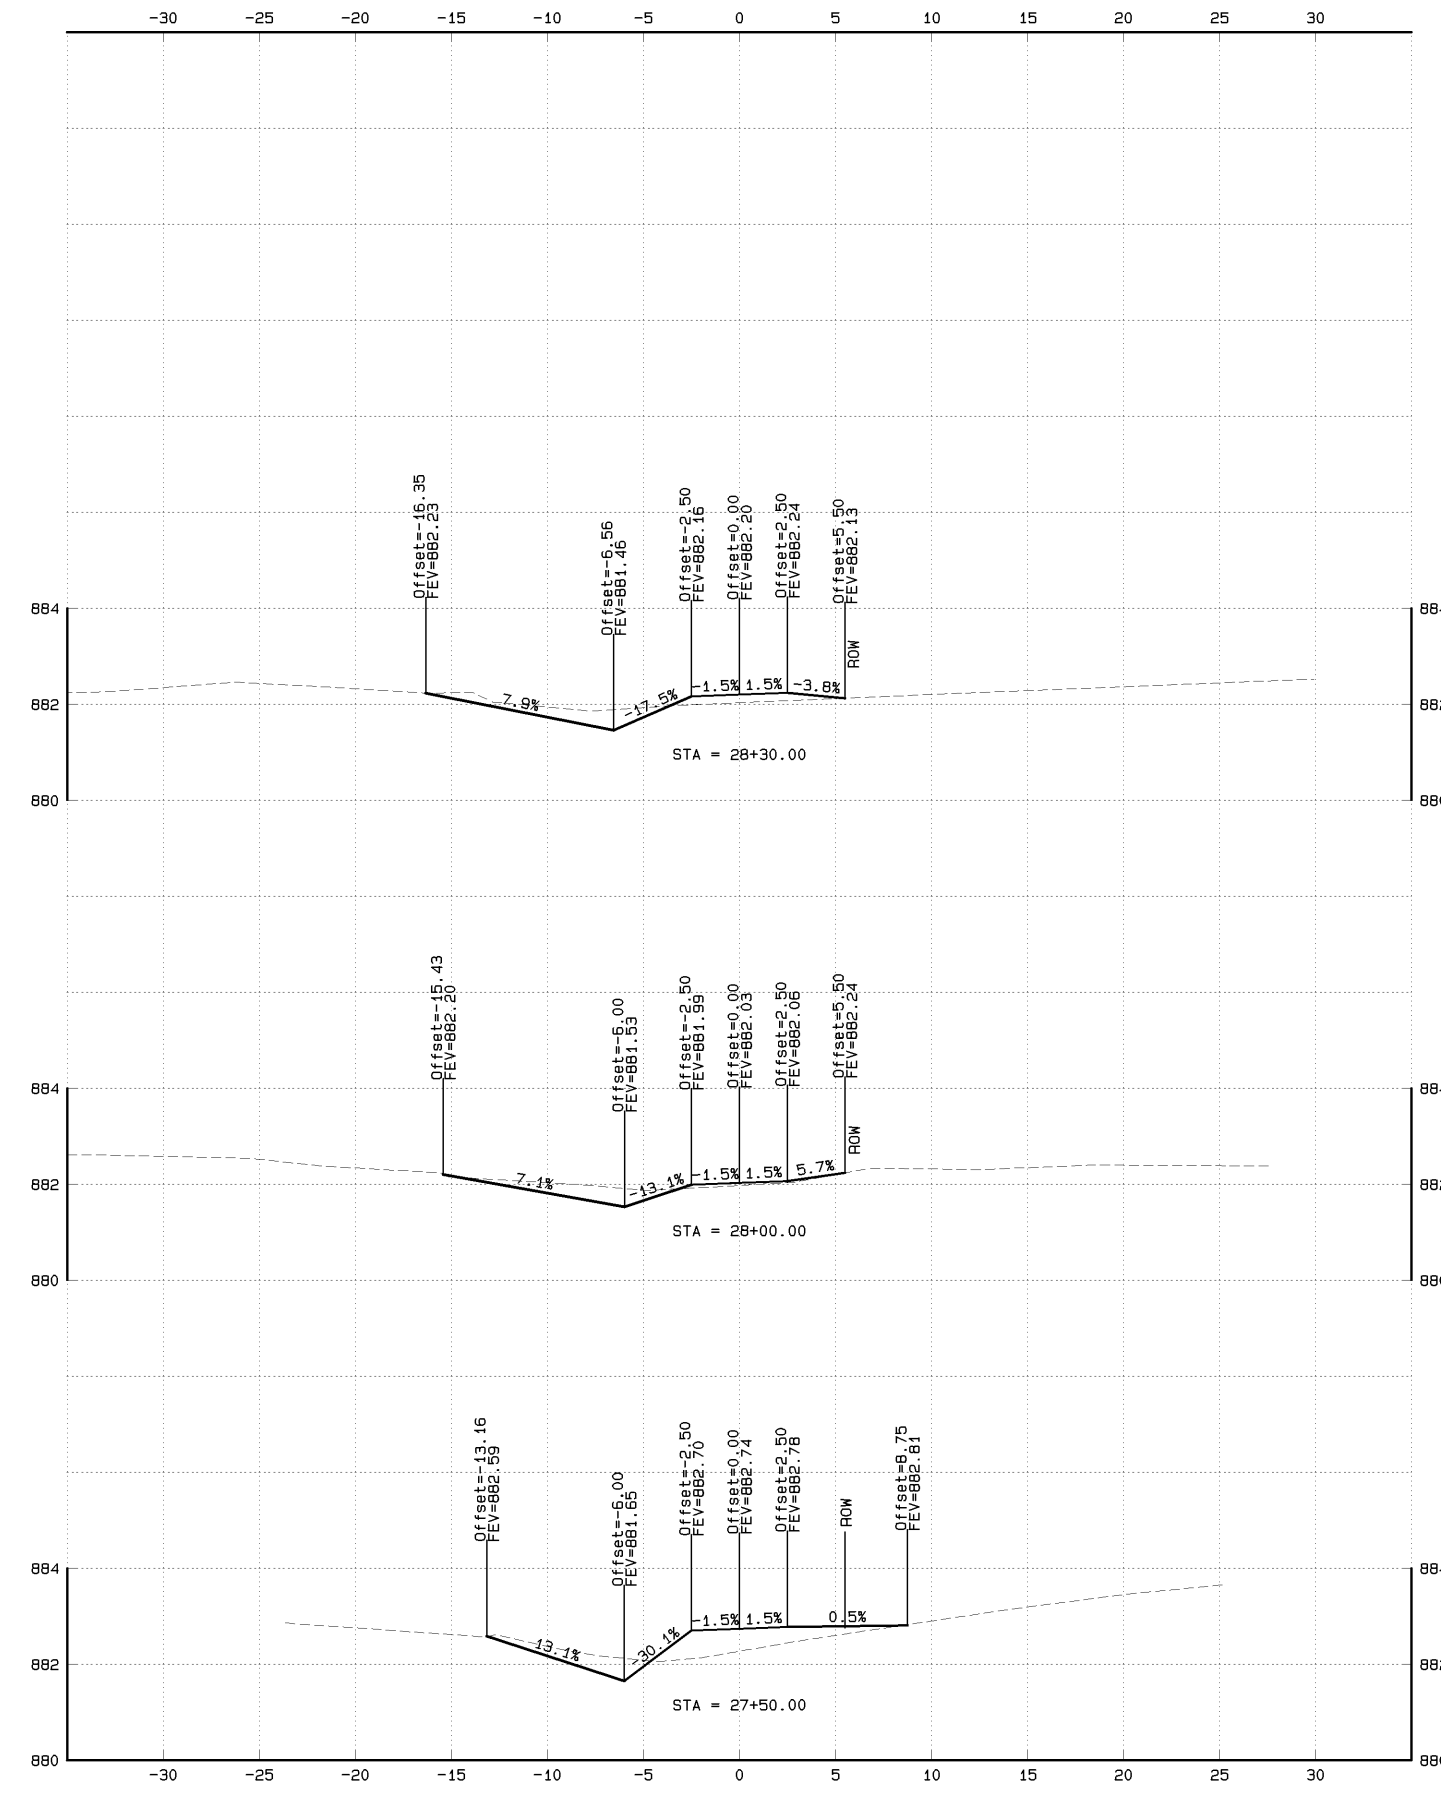 -30 -25 -20 -15 -10 -5 0 5 10 15 20 25 30
Offset=-16.35
FEV=882.23
Offset=-6.56
FEV=881.46
Offset=-2.50
FEV=882.16
Offset=0.00
FEV=882.20
Offset=2.50
FEV=882.24
Offset=5.50
FEV=882.13
ROW
884
884
7.9%
-17.5%
-1.5%
1.5%
-3.8%
882
882
STA = 28+30.00
880
880
Offset=-15.43
FEV=882.20
Offset=-6.00
FEV=881.53
Offset=-2.50
FEV=881.99
Offset=0.00
FEV=882.03
Offset=2.50
FEV=882.06
Offset=5.50
FEV=882.24
ROW
884
884
7.1%
-13.1%
-1.5%
1.5%
5.7%
882
882
STA = 28+00.00
880
880
Offset=-13.16
FEV=882.59
Offset=-6.00
FEV=881.65
Offset=-2.50
FEV=882.70
Offset=0.00
FEV=882.74
Offset=2.50
FEV=882.78
ROW
Offset=8.75
FEV=882.81
884
884
13.1%
-30.1%
-1.5%
1.5%
0.5%
882
882
STA = 27+50.00
880
880
-30 -25 -20 -15 -10 -5 0 5 10 15 20 25 30